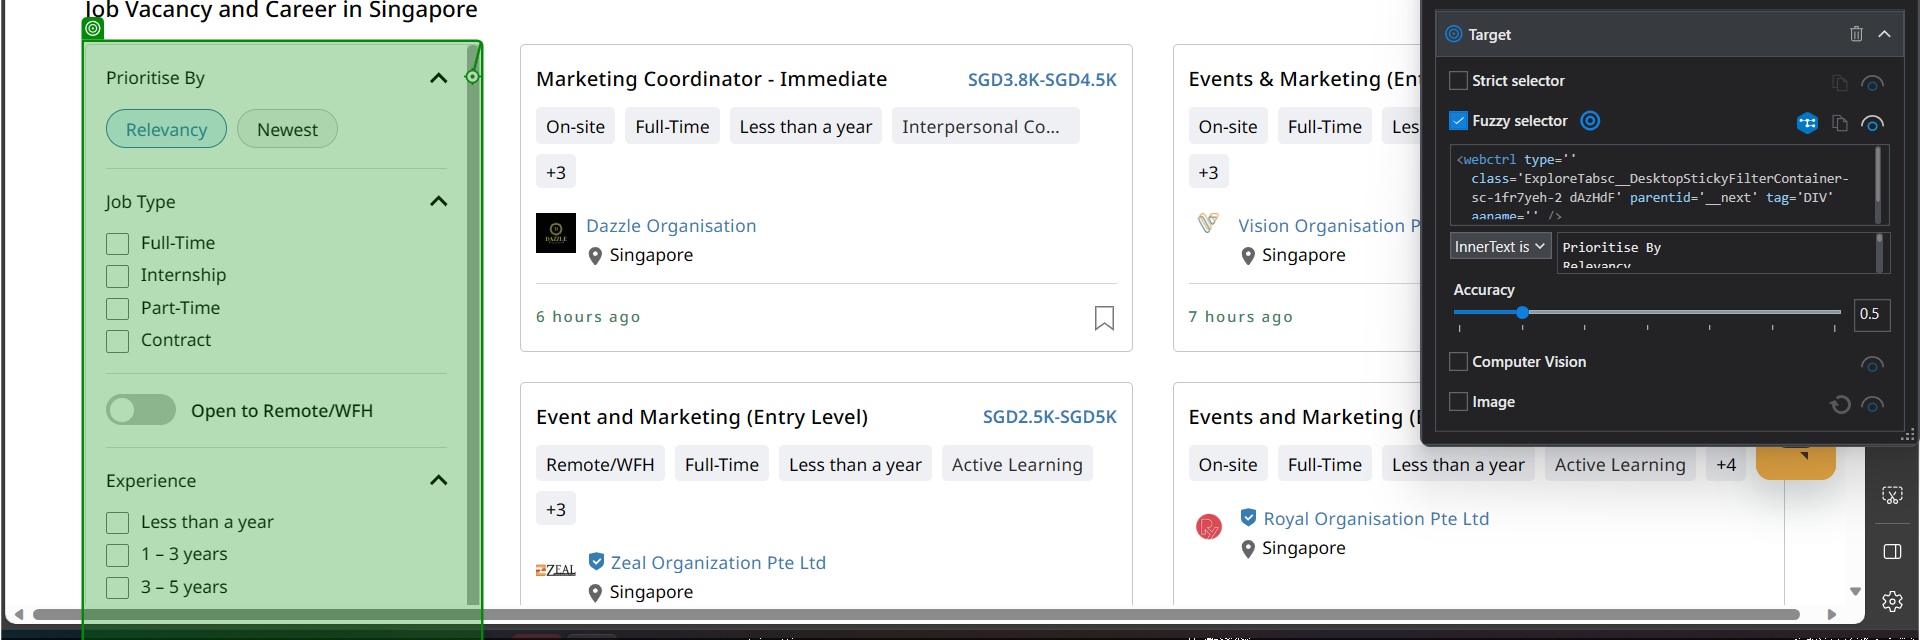 Job Vacancy and Career in Singapore
Prioritise By
Relevancy
Newest
Job Type
Full-Time
Internship
Part-Time
Contract
Open to Remote/WFH
Experience
Less than a year
1 – 3 years
3 – 5 years
Marketing Coordinator - Immediate
SGD3.8K-SGD4.5K
On-site
Full-Time
Less than a year
Interpersonal Co...
+3
DAZZLE
Dazzle Organisation
Singapore
6 hours ago
Events & Marketing (En
On-site
Full-Time
Les
+3
Vision Organisation P
Singapore
7 hours ago
Event and Marketing (Entry Level)
SGD2.5K-SGD5K
Remote/WFH
Full-Time
Less than a year
Active Learning
+3
ZEAL
Zeal Organization Pte Ltd
Singapore
Events and Marketing (
On-site
Full-Time
Less than a year
Active Learning
+4
Royal Organisation Pte Ltd
Singapore
Target
Strict selector
Fuzzy selector
<webctrl type=''
class='ExploreTabsc__DesktopStickyFilterContainer-
sc-1fr7yeh-2 dAzHdF' parentid='__next' tag='DIV'
aaname='' />
InnerText is
Prioritise By
Relevancy
Accuracy
0.5
Computer Vision
Image